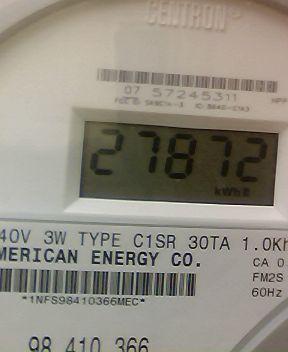 CENTRON®
07 57245311
27872
kWh
40V 3W TYPE C1SR 30TA 1.0Kh
MERICAN ENERGY CO.
CA 0
FM2S
60Hz
*1NFS98410366MEC*
98 410 366